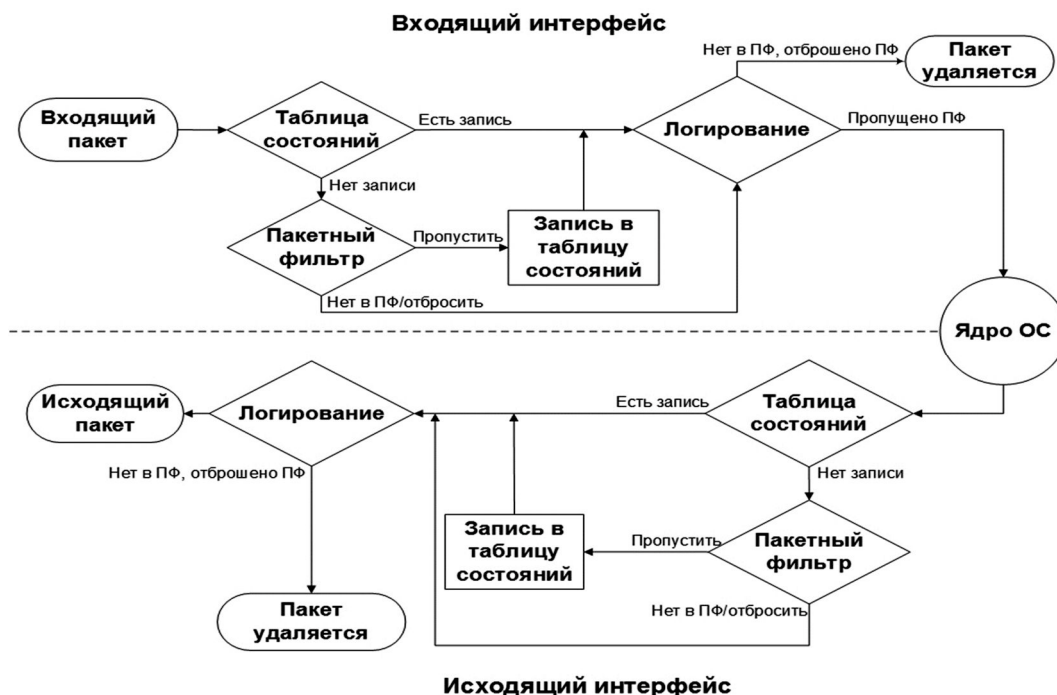 Входящий интерфейс
Нет в ПФ, отброшено ПФ
Пакет
удаляется
Входящий
пакет
Таблица
состояний
Есть запись
Логирование
Пропущено ПФ
Нет записи
Пакетный
фильтр
Пропустить
Запись в
таблицу
состояний
Нет в ПФ/отбросить
Ядро ОС
Исходящий
пакет
Логирование
Есть запись
Таблица
состояний
Нет в ПФ, отброшено ПФ
Нет записи
Запись в
таблицу
состояний
Пропустить
Пакетный
фильтр
Нет в ПФ/отбросить
Пакет
удаляется
Исходящий интерфейс